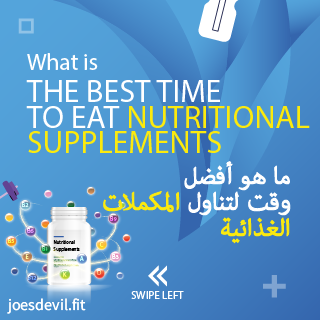 What is
THE BEST TIME
TO EAT NUTRITIONAL
SUPPLEMENTS
ما هو أفضل
وقت لتناول المكملات
الغذائية
Nutritional
Supplements
A
K
SWIPE LEFT
joesdevil.fit